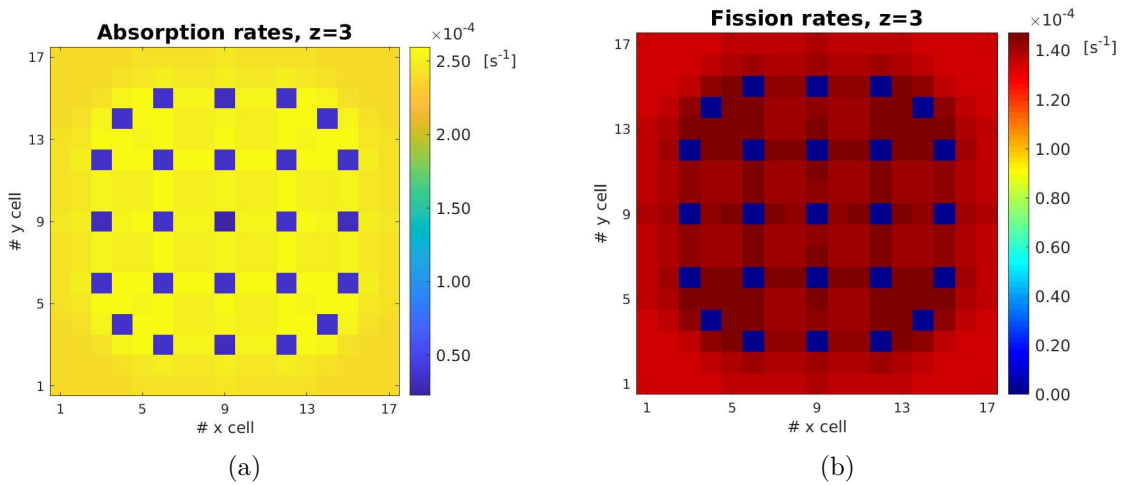 Absorption rates, z=3
×10⁻⁴
[s⁻¹]
17
13
9
5
1
# y cell
1 5 9 13 17
# x cell
2.50
2.00
1.50
1.00
0.50
(a)
Fission rates, z=3
×10⁻⁴
[s⁻¹]
17
13
9
5
1
# y cell
1 5 9 13 17
# x cell
1.40
1.20
1.00
0.80
0.60
0.40
0.20
0.00
(b)